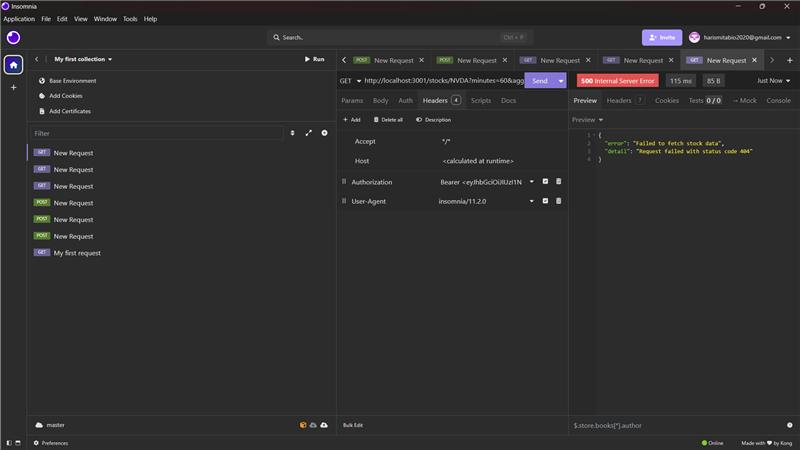 Insomnia
Application File Edit View Window Tools Help
Search.. Ctrl + P
Invite
harismitabio2020@gmail.com
My first collection
Run
Base Environment
Add Cookies
Add Certificates
Filter
GET New Request
GET New Request
GET New Request
POST New Request
POST New Request
POST New Request
GET My first request
master
Preferences
POST New Request
POST New Request
GET New Request
GET New Request
GET New Request
GET http://localhost:3001/stocks/NVDA?minutes=60&agg
Send
Params Body Auth Headers 4 Scripts Docs
Add Delete all Description
Accept */*
Host <calculated at runtime>
Authorization
User-Agent insomnia/11.2.0
Bulk Edit
500 Internal Server Error 115 ms 85 B Just Now
Preview Headers 7 Cookies Tests 0 / 0 → Mock Console
Preview
1 {
2 "error": "Failed to fetch stock data",
3 "detail": "Request failed with status code 404"
4 }
$.store.books[*].author
Online
Made with by Kong